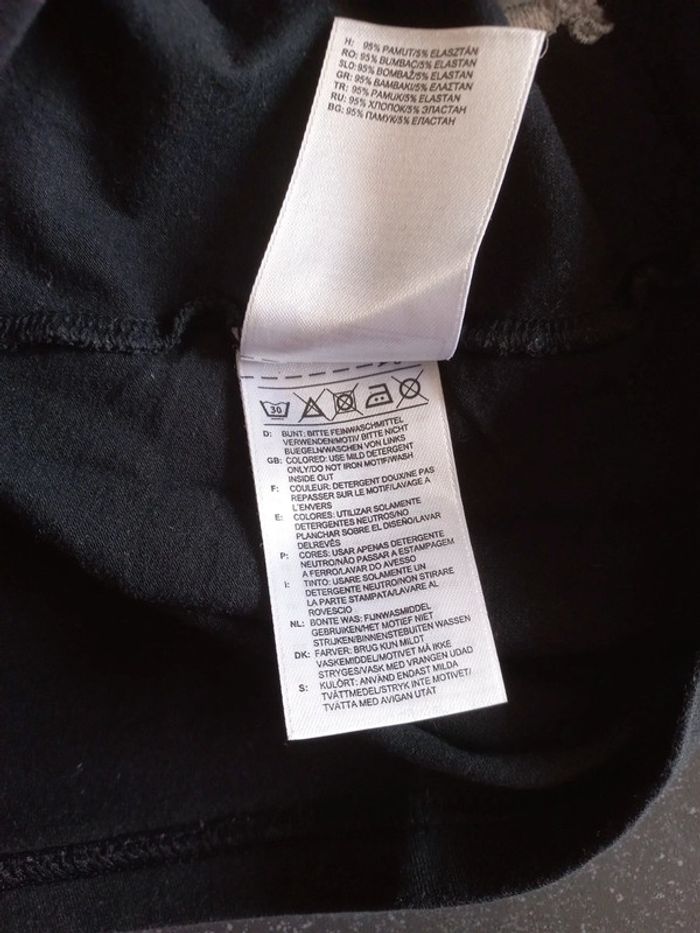 H: 95% PAMUT/5% ELASZTÁN
RO: 95% BUMBAC/5% ELASTAN
SLO: 95% BOMBAŽ/5% ELASTAN
GR: 95% BAMBAKI/5% ΕΛΑΣΤΑΝ
TR: 95% PAMUK/5% ELASTAN
RU: 95% ХЛОПОК/5% ЭЛАСТАН
BG: 95% ПАМУК/5% ЕЛАСТАН
30
D: BUNT: BITTE FEINWASCHMITTEL
VERWENDEN/MOTIV BITTE NICHT
BUEGELN/WASCHEN VON LINKS
GB: COLORED: USE MILD DETERGENT
ONLY/DO NOT IRON MOTIF/WASH
INSIDE OUT
F: COULEUR: DETERGENT DOUX/NE PAS
REPASSER SUR LE MOTIF/LAVAGE A
L'ENVERS
E: COLORES: UTILIZAR SOLAMENTE
DETERGENTES NEUTROS/NO
PLANCHAR SOBRE EL DISEÑO/LAVAR
DELREVÊS
P: CORES: USAR APENAS DETERGENTE
NEUTRO/NÃO PASSAR A ESTAMPAGEM
A FERRO/LAVAR DO AVESSO
I: TINTO: USARE SOLAMENTE UN
DETERGENTE NEUTRO/NON STIRARE
LA PARTE STAMPATA/LAVARE AL
ROVESCIO
NL: BONTE WAS: FIJNWASMIDDEL
GEBRUIKEN/HET MOTIEF NIET
STRIJKEN/BINNENSTEBUITEN WASSEN
DK: FARVER: BRUG KUN MILDT
VASKEMIDDEL/MOTIVET MÅ IKKE
STRYGES/VASK MED VRANGEN UDAD
S: KULÖRT: ANVÄND ENDAST MILDA
TVÄTTMEDEL/STRYK INTE MOTIVET/
TVÄTTA MED AVIGAN UTÅT